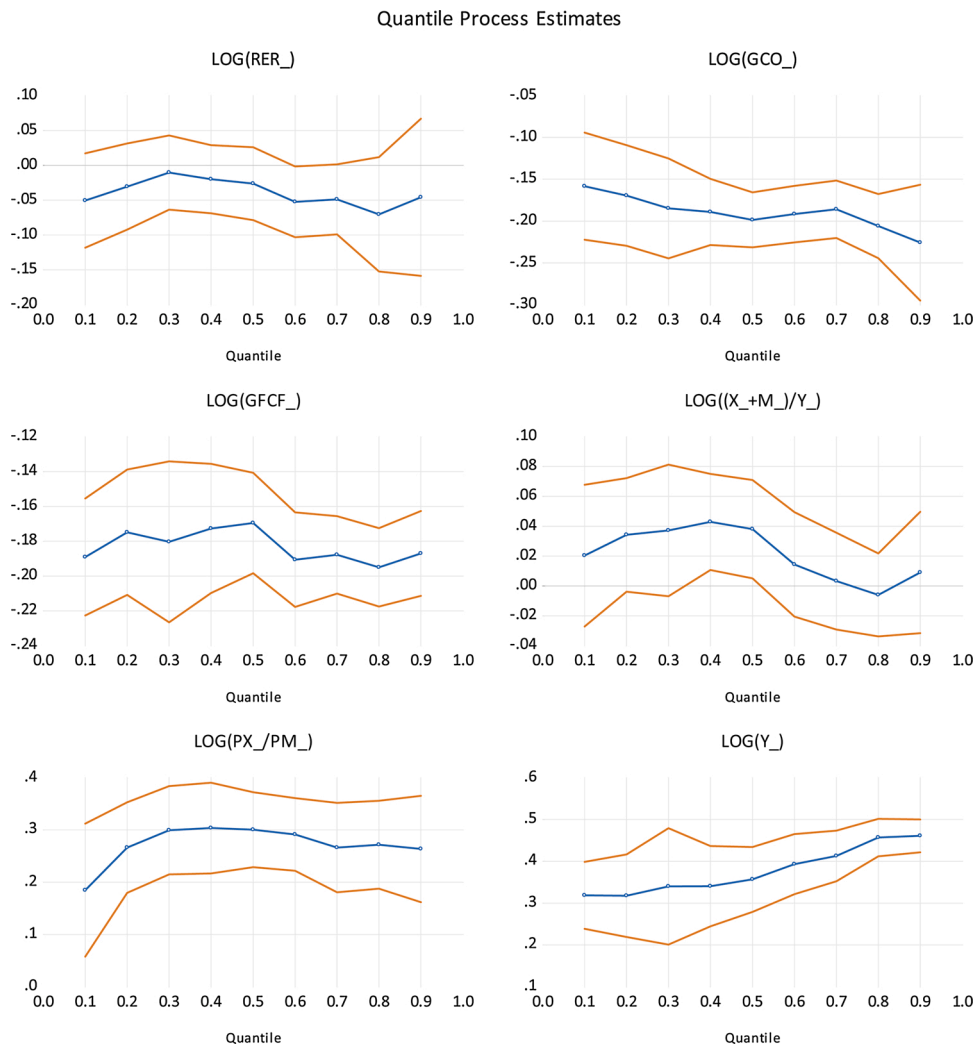 Quantile Process Estimates
LOG(RER_)
.10
.05
.00
-.05
-.10
-.15
-.20
0.0 0.1 0.2 0.3 0.4 0.5 0.6 0.7 0.8 0.9 1.0
Quantile
LOG(GCO_)
-.05
-.10
-.15
-.20
-.25
-.30
0.0 0.1 0.2 0.3 0.4 0.5 0.6 0.7 0.8 0.9 1.0
Quantile
LOG(GFCF_)
-.12
-.14
-.16
-.18
-.20
-.22
-.24
0.0 0.1 0.2 0.3 0.4 0.5 0.6 0.7 0.8 0.9 1.0
Quantile
LOG((X_+M_)/Y_)
.10
.08
.06
.04
.02
.00
-.02
-.04
0.0 0.1 0.2 0.3 0.4 0.5 0.6 0.7 0.8 0.9 1.0
Quantile
LOG(PX_/PM_)
.4
.3
.2
.1
.0
0.0 0.1 0.2 0.3 0.4 0.5 0.6 0.7 0.8 0.9 1.0
Quantile
LOG(Y_)
.6
.5
.4
.3
.2
.1
0.0 0.1 0.2 0.3 0.4 0.5 0.6 0.7 0.8 0.9 1.0
Quantile